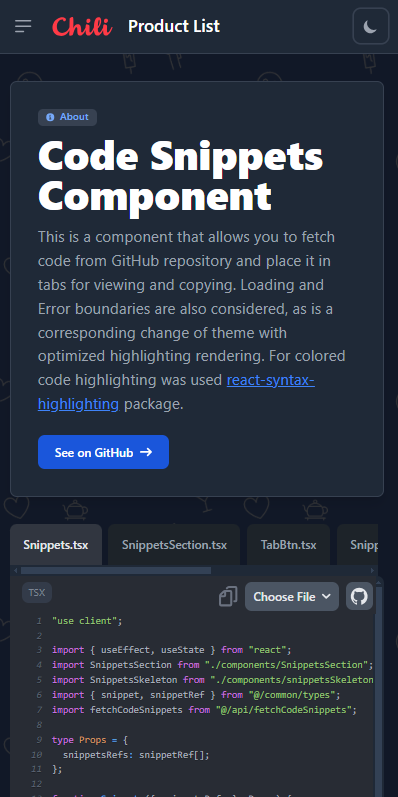 Chili Product List
About
Code Snippets
Component
This is a component that allows you to fetch
code from GitHub repository and place it in
tabs for viewing and copying. Loading and
Error boundaries are also considered, as is a
corresponding change of theme with
optimized highlighting rendering. For colored
code highlighting was used react-syntax-
highlighting package.
See on GitHub
Snippets.tsx SnippetsSection.tsx TabBtn.tsx Snipp
TSX Choose File
1 "use client";
2
3 import { useEffect, useState } from "react";
4 import SnippetsSection from "./components/SnippetsSection";
5 import SnippetsSkeleton from "./components/snippetsSkeleton
6 import { snippet, snippetRef } from "@/common/types";
7 import fetchCodeSnippets from "@/api/fetchCodeSnippets";
8
9 type Props = {
10 snippetsRefs: snippetRef[];
11 };
12